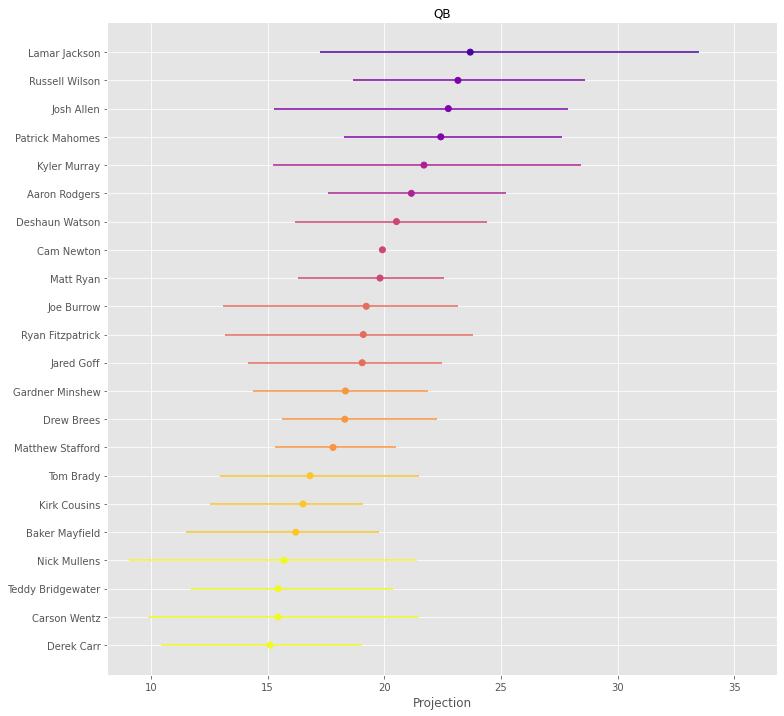 QB
Lamar Jackson
Russell Wilson
Josh Allen
Patrick Mahomes
Kyler Murray
Aaron Rodgers
Deshaun Watson
Cam Newton
Matt Ryan
Joe Burrow
Ryan Fitzpatrick
Jared Goff
Gardner Minshew
Drew Brees
Matthew Stafford
Tom Brady
Kirk Cousins
Baker Mayfield
Nick Mullens
Teddy Bridgewater
Carson Wentz
Derek Carr
10 15 20 25 30 35
Projection